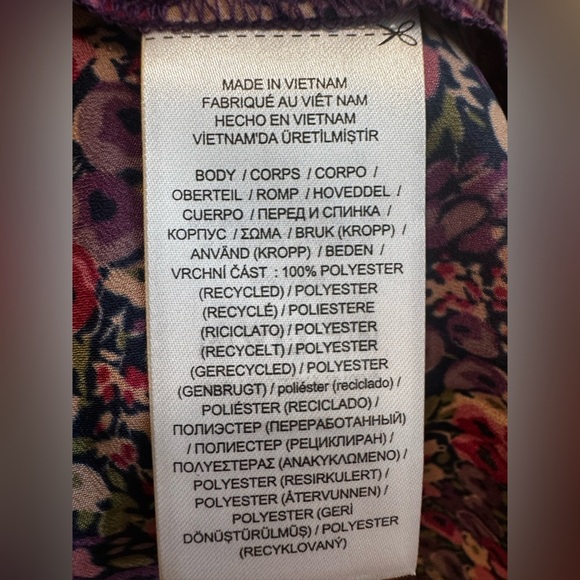 MADE IN VIETNAM
FABRIQUÉ AU VIÊT NAM
HECHO EN VIETNAM
VİETNAM'DA ÜRETİLMİŞTİR
BODY / CORPS / CORPO /
OBERTEIL / ROMP / HOVEDDEL /
CUERPO / ПЕРЕД И СПИНКА /
КОРПУС / ΣΩΜΑ / BRUK (KROPP) /
ANVÄND (KROPP) / BEDEN /
VRCHNÍ ČÁST : 100% POLYESTER
(RECYCLED) / POLYESTER
(RECYCLÉ) / POLIESTERE
(RICICLATO) / POLYESTER
(RECYCELT) / POLYESTER
(GERECYCLED) / POLYESTER
(GENBRUGT) / poliéster (reciclado) /
POLIÉSTER (RECICLADO) /
ПОЛИЭСТЕР (ПЕРЕРАБОТАННЫЙ)
/ ПОЛИЕСТЕР (РЕЦИКЛИРАН) /
ΠΟΛΥΕΣΤΕΡΑΣ (ΑΝΑΚΥΚΛΩΜΕΝΟ) /
POLYESTER (RESIRKULERT) /
POLYESTER (ÅTERVUNNEN) /
POLYESTER (GERİ
DÖNÜŞTÜRÜLMÜŞ) / POLYESTER
(RECYKLOVANÝ)